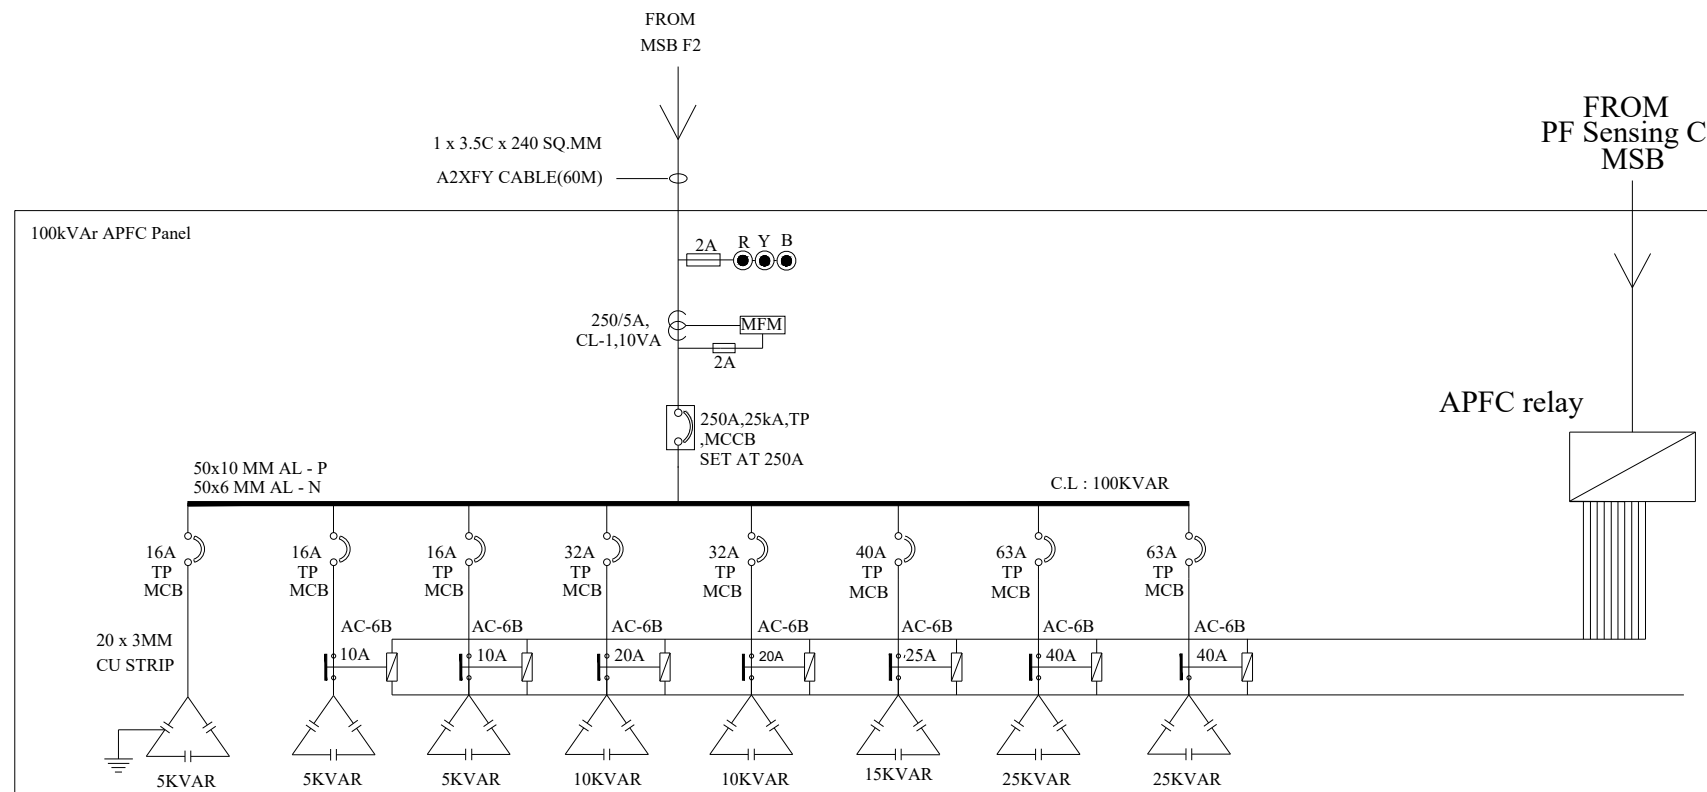 FROM
MSB F2
FROM
PF Sensing C
MSB
1 x 3.5C x 240 SQ.MM
A2XFY CABLE(60M)
100kVAr APFC Panel
2A
R Y B
250/5A,
CL-1,10VA
MFM
2A
APFC relay
250A,25kA,TP
,MCCB
SET AT 250A
50x10 MM AL - P
50x6 MM AL - N
C.L : 100KVAR
16A
TP
MCB
16A
TP
MCB
16A
TP
MCB
32A
TP
MCB
32A
TP
MCB
40A
TP
MCB
63A
TP
MCB
63A
TP
MCB
20 x 3MM
CU STRIP
AC-6B
10A
AC-6B
10A
AC-6B
20A
AC-6B
20A
AC-6B
25A
AC-6B
40A
AC-6B
40A
5KVAR
5KVAR
5KVAR
10KVAR
10KVAR
15KVAR
25KVAR
25KVAR